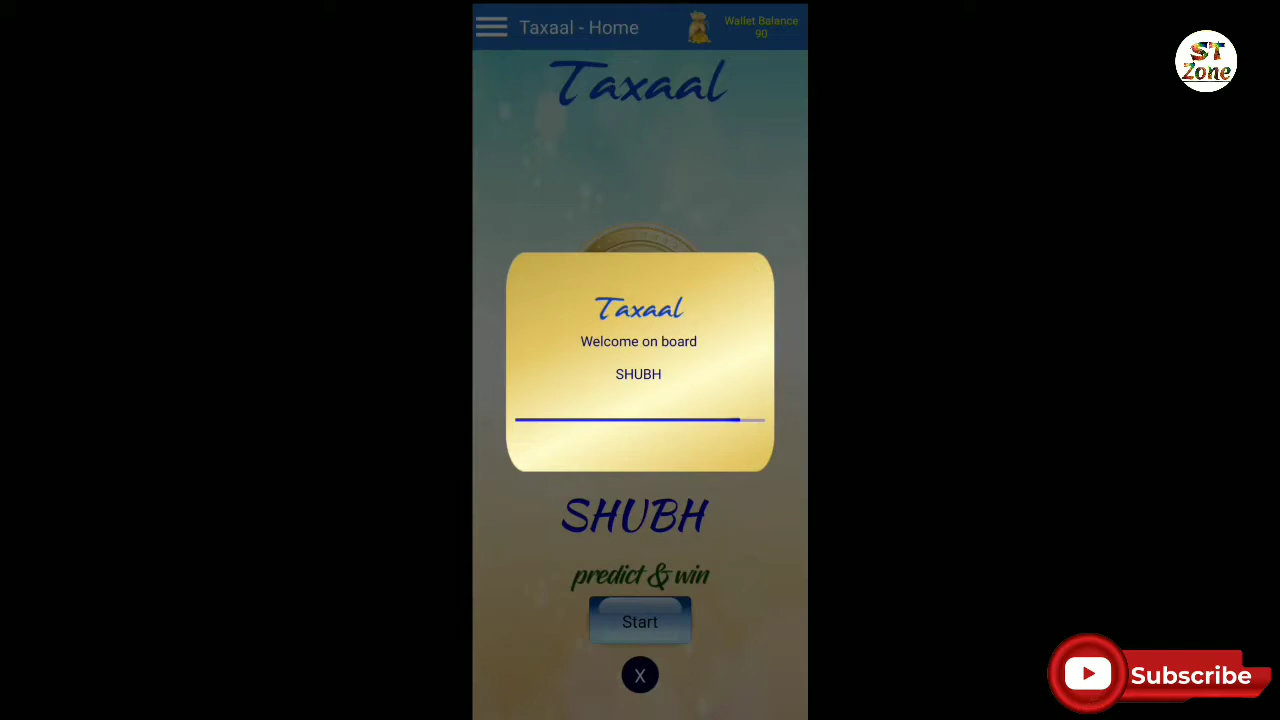 Taxaal - Home
Wallet Balance
90
ST
Zone
Taxaal
Taxaal
Welcome on board
SHUBH
SHUBH
predict & win
Start
X
Subscribe